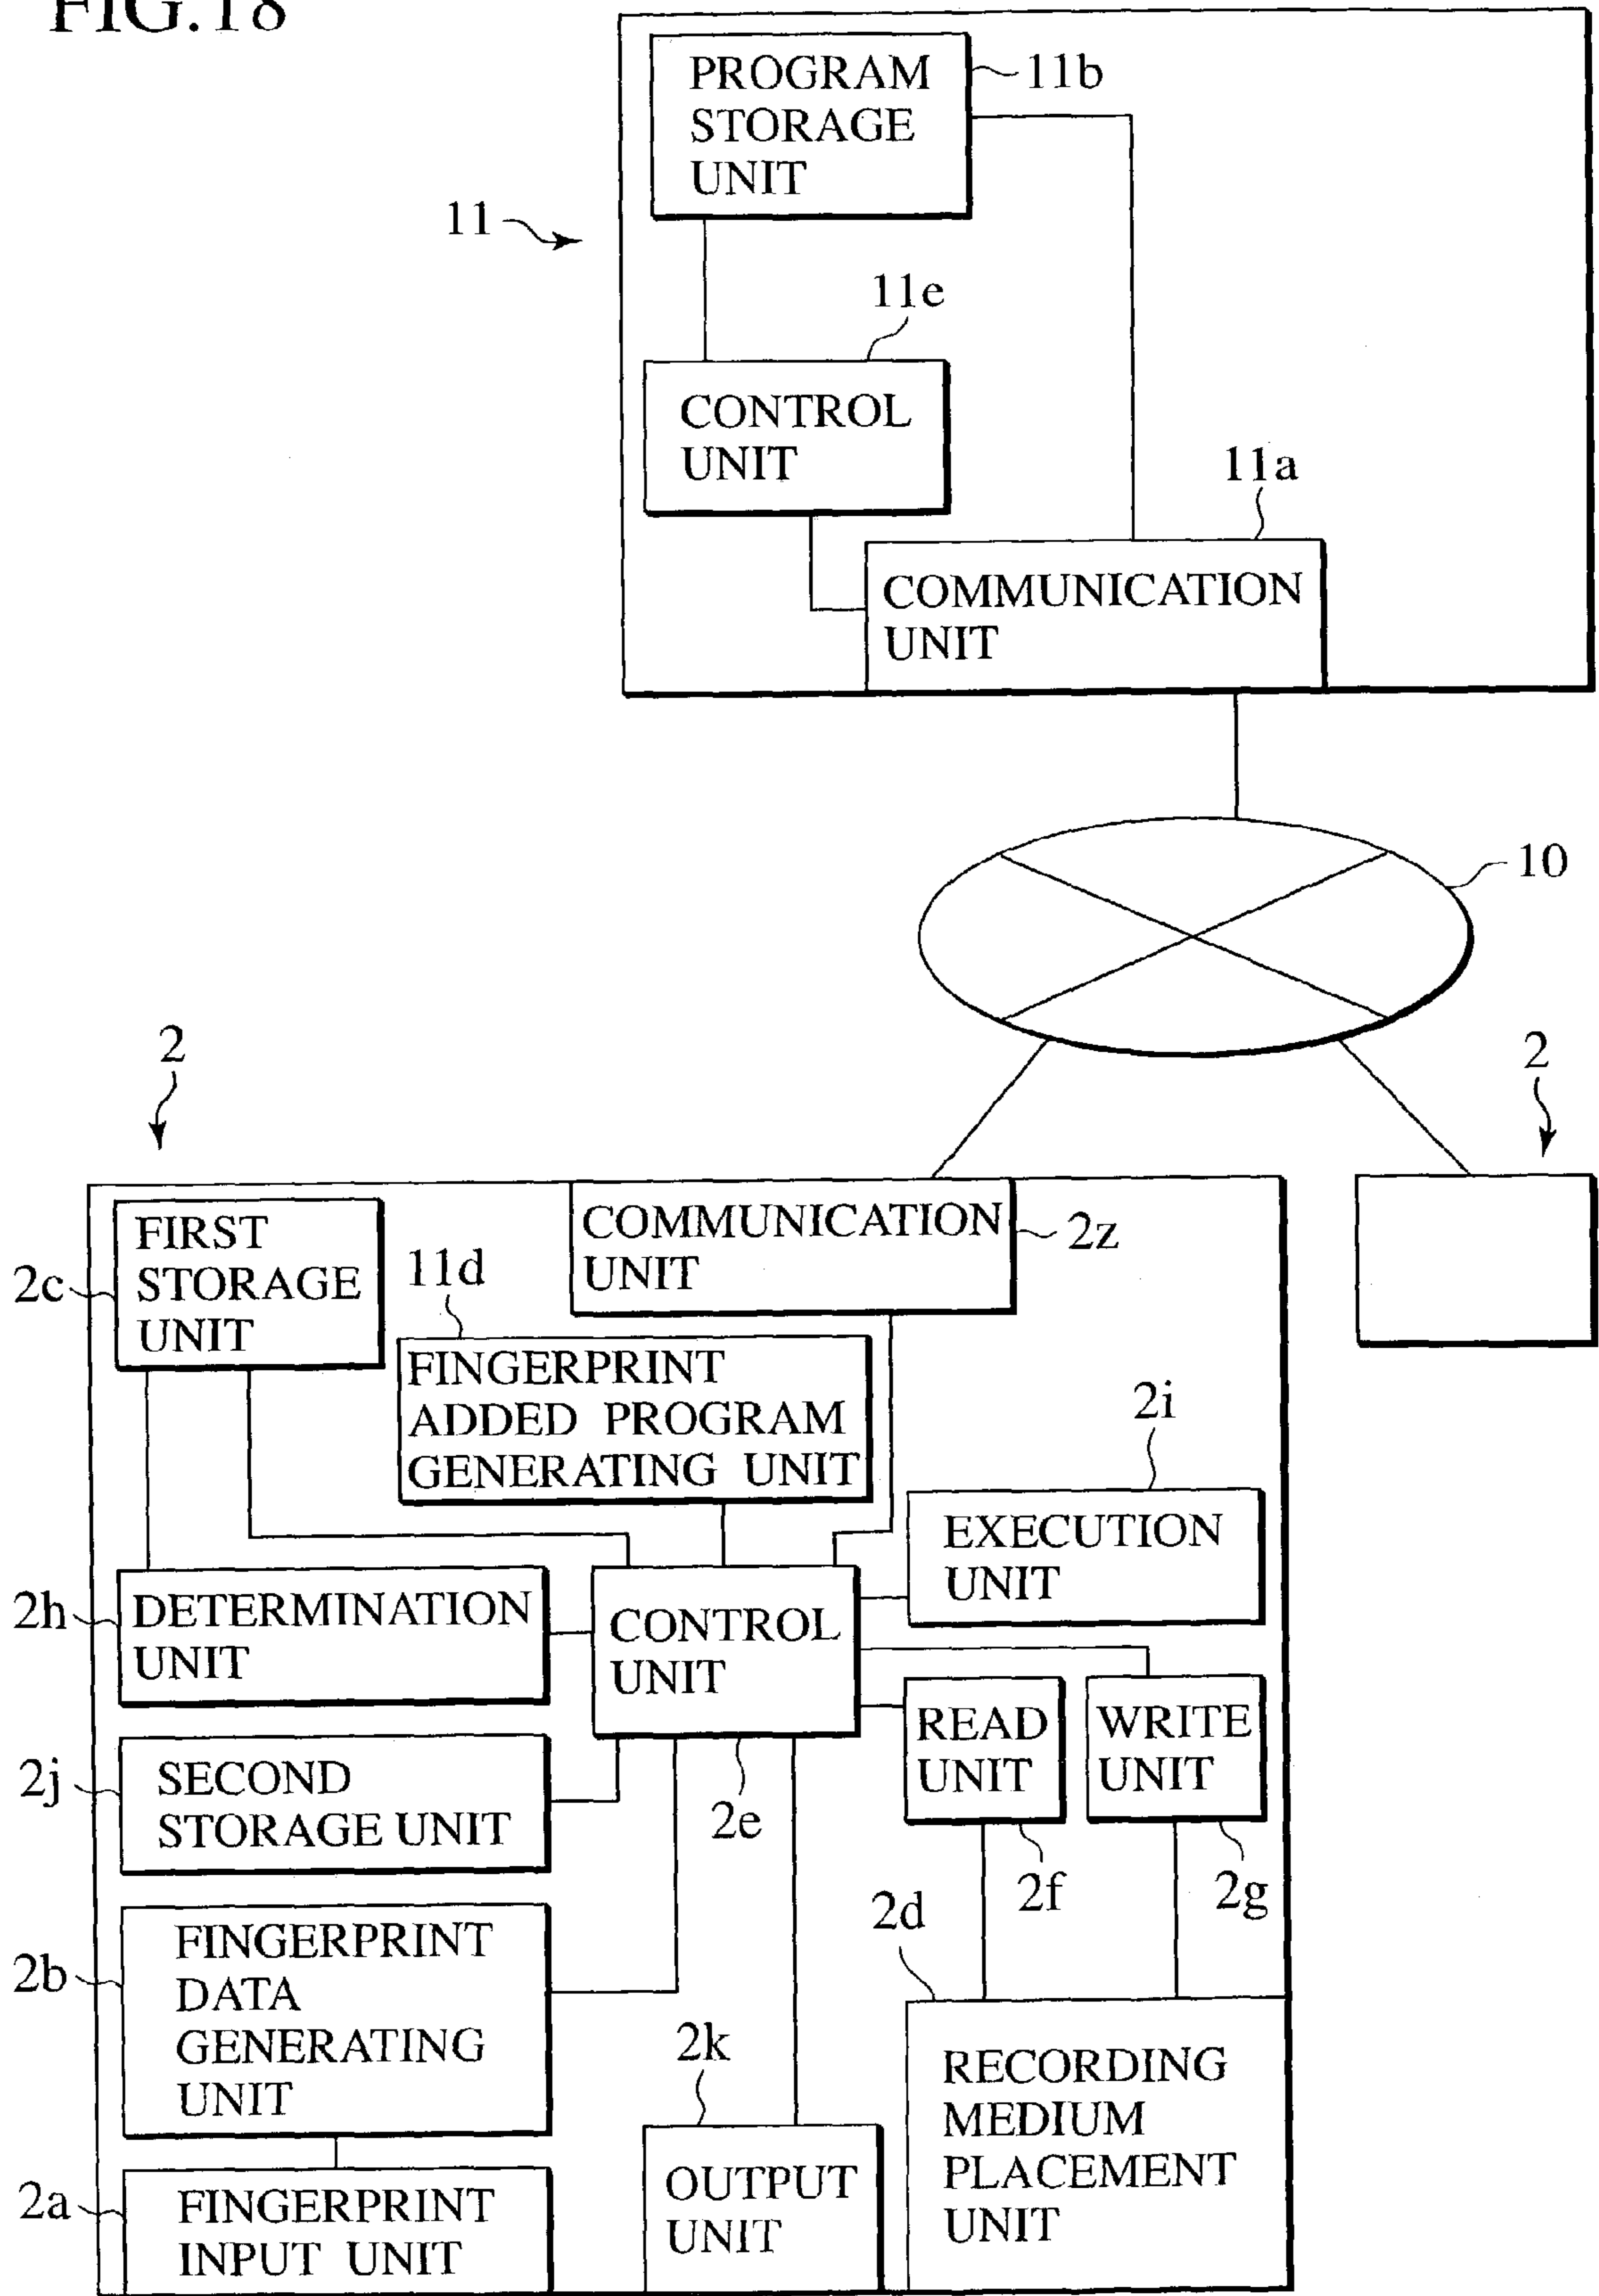 FIG.18
PROGRAM
STORAGE
UNIT
11b
11
11e
CONTROL
UNIT
11a
COMMUNICATION
UNIT
10
2
2
FIRST
STORAGE
UNIT
2c
COMMUNICATION
UNIT
2z
11d
FINGERPRINT
ADDED PROGRAM
GENERATING UNIT
2i
EXECUTION
UNIT
2h
DETERMINATION
UNIT
CONTROL
UNIT
2e
READ
UNIT
2f
WRITE
UNIT
2g
2j
SECOND
STORAGE UNIT
2b
FINGERPRINT
DATA
GENERATING
UNIT
2d
RECORDING
MEDIUM
PLACEMENT
UNIT
2k
OUTPUT
UNIT
2a
FINGERPRINT
INPUT UNIT